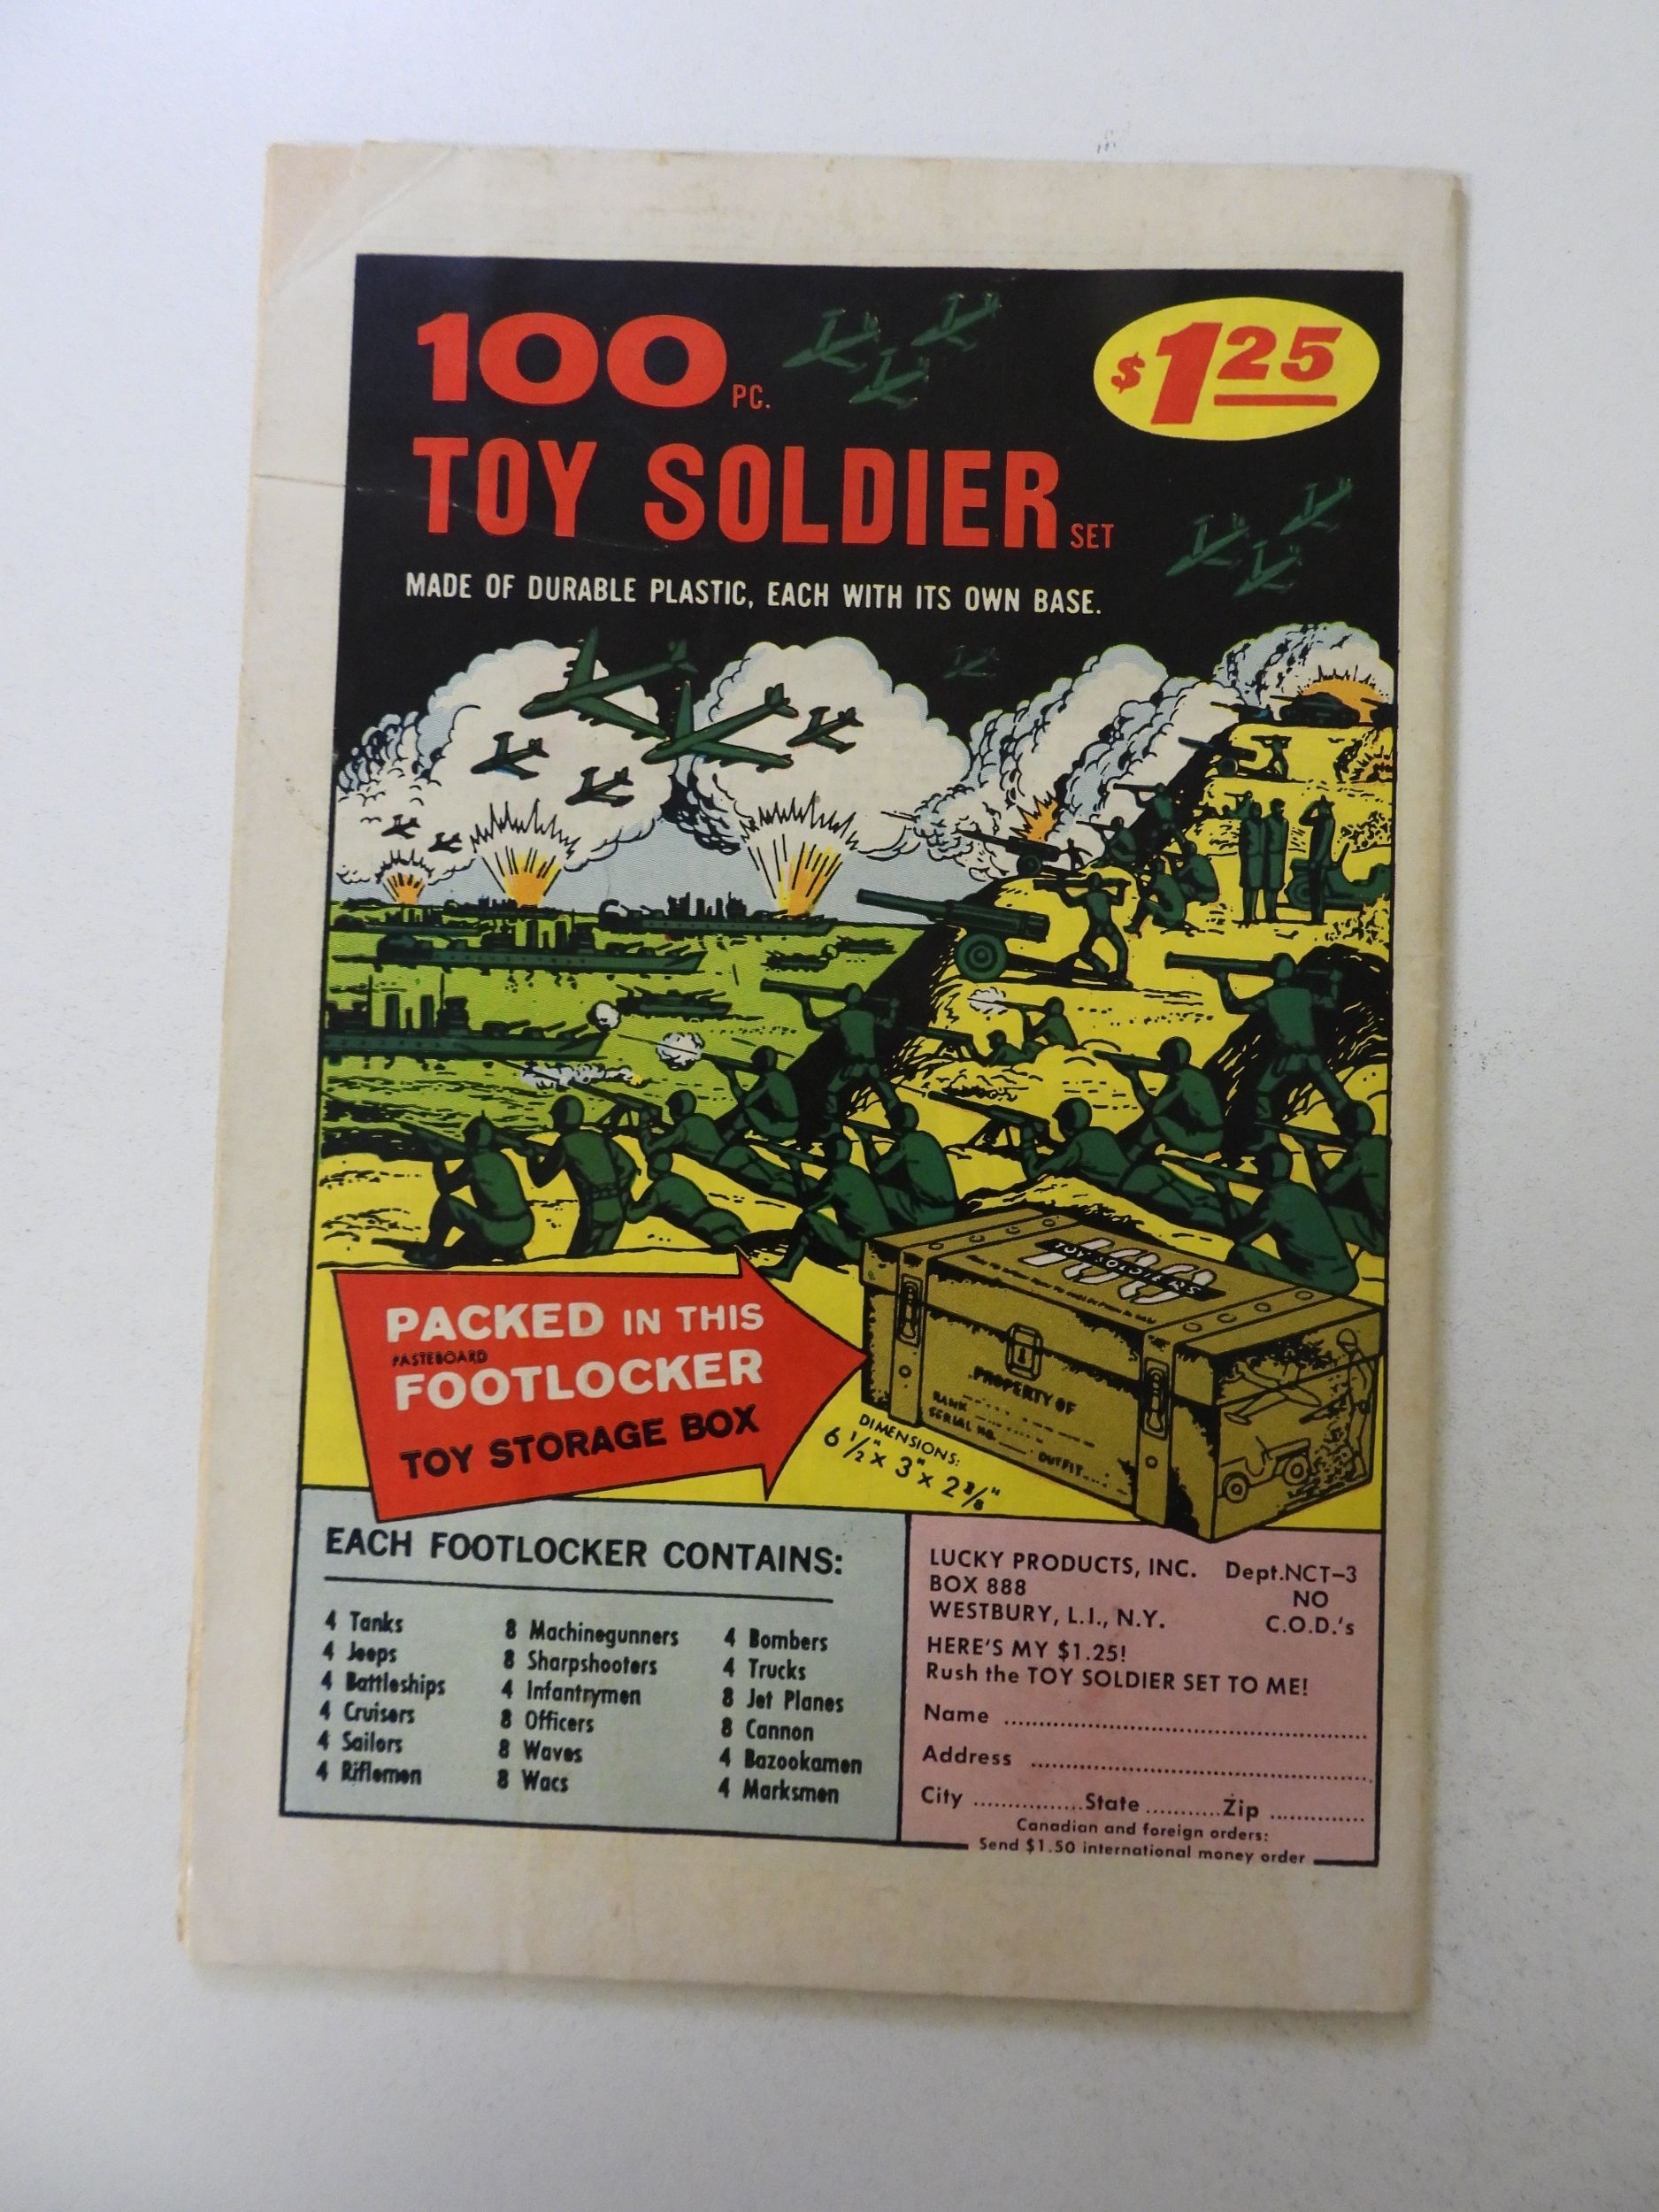 100 PC.
$1 25
TOY SOLDIER SET
MADE OF DURABLE PLASTIC, EACH WITH ITS OWN BASE.
PACKED IN THIS
PASTEBOARD
FOOTLOCKER
TOY STORAGE BOX
100
TOY SOLDIERS
PROPERTY OF
RANK
SERIAL NO.
OUTFIT
DIMENSIONS:
6 1/2" x 3" x 2 3/8"
EACH FOOTLOCKER CONTAINS:
4 Tanks
4 Jeeps
4 Battleships
4 Cruisers
4 Sailors
4 Riflemen
8 Machinegunners
8 Sharpshooters
4 Infantrymen
8 Officers
8 Waves
8 Wacs
4 Bombers
4 Trucks
8 Jet Planes
8 Cannon
4 Bazookamen
4 Marksmen
LUCKY PRODUCTS, INC. Dept.NCT-3
BOX 888 NO
WESTBURY, L.I., N.Y. C.O.D.'s
HERE'S MY $1.25!
Rush the TOY SOLDIER SET TO ME!
Name
Address
City ................State ...........Zip ..............
Canadian and foreign orders:
Send $1.50 international money order